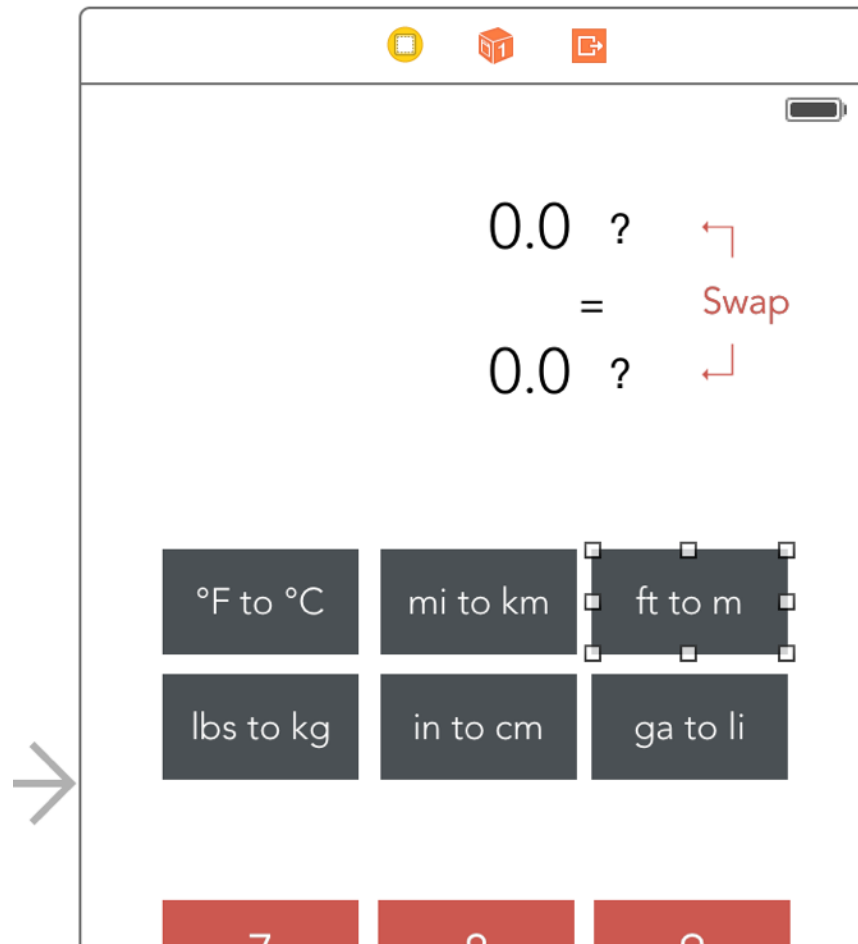 1
0.0 ?
= Swap
0.0 ?
°F to °C mi to km ft to m
lbs to kg in to cm ga to li